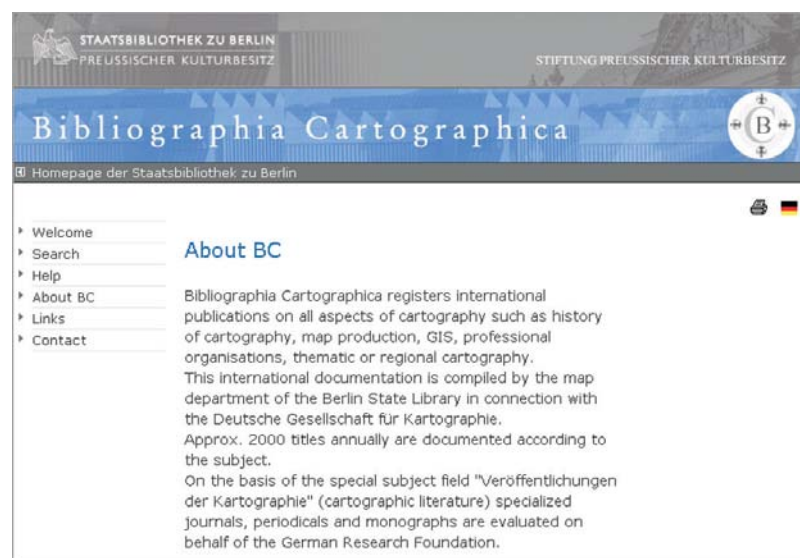 STAATSBIBLIOTHEK ZU BERLIN
PREUSSISCHER KULTURBESITZ
STIFTUNG PREUSSISCHER KULTURBESITZ
Bibliographia Cartographica
B
Homepage der Staatsbibliothek zu Berlin
Welcome
Search
Help
About BC
Links
Contact
About BC
Bibliographia Cartographica registers international
publications on all aspects of cartography such as history
of cartography, map production, GIS, professional
organisations, thematic or regional cartography.
This international documentation is compiled by the map
department of the Berlin State Library in connection with
the Deutsche Gesellschaft für Kartographie.
Approx. 2000 titles annually are documented according to
the subject.
On the basis of the special subject field "Veröffentlichungen
der Kartographie" (cartographic literature) specialized
journals, periodicals and monographs are evaluated on
behalf of the German Research Foundation.